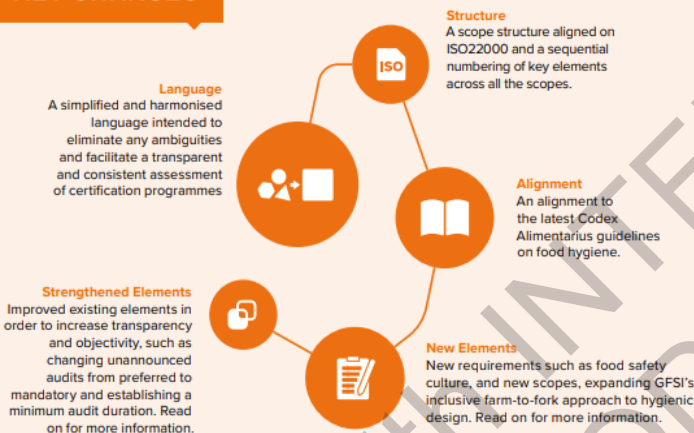 Structure
A scope structure aligned on
ISO22000 and a sequential
numbering of key elements
across all the scopes.
ISO
Language
A simplified and harmonised
language intended to
eliminate any ambiguities
and facilitate a transparent
and consistent assessment
of certification programmes
Alignment
An alignment to
the latest Codex
Alimentarius guidelines
on food hygiene.
Strengthened Elements
Improved existing elements in
order to increase transparency
and objectivity, such as
changing unannounced
audits from preferred to
mandatory and establishing a
minimum audit duration. Read
on for more information.
New Elements
New requirements such as food safety
culture, and new scopes, expanding GFSI's
inclusive farm-to-fork approach to hygienic
design. Read on for more information.